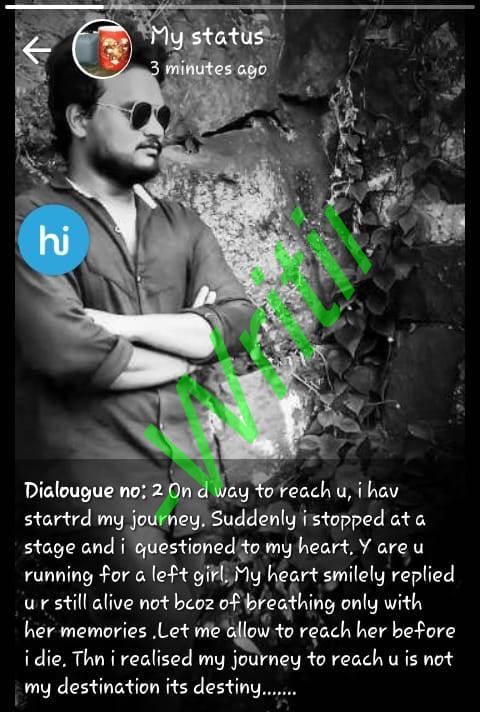 My status
3 minutes ago
hi
-Writii
Dialougue no: 2 On d way to reach u, i hav
startrd my journey. Suddenly i stopped at a
stage and i questioned to my heart. Y are u
running for a left girl. My heart smilely replied
u r still alive not bcoz of breathing only with
her memories .Let me allow to reach her before
i die. Thn i realised my journey to reach u is not
my destination its destiny.......